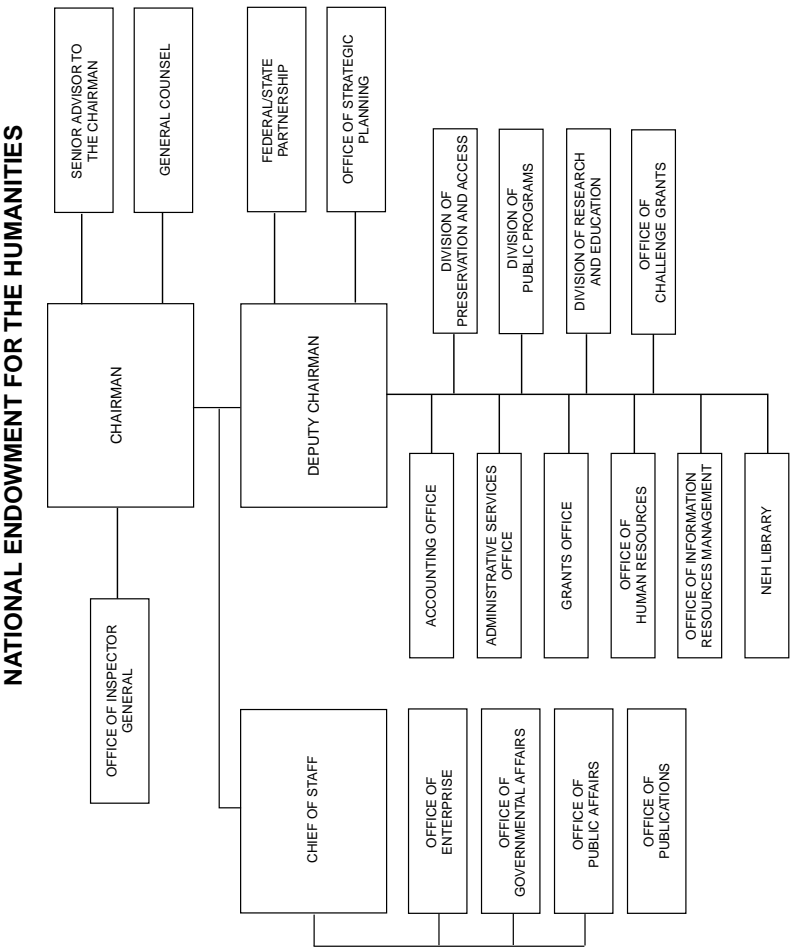 NATIONAL ENDOWMENT FOR THE HUMANITIES
OFFICE OF INSPECTOR
GENERAL
CHAIRMAN
SENIOR ADVISOR TO
THE CHAIRMAN
GENERAL COUNSEL
CHIEF OF STAFF
DEPUTY CHAIRMAN
FEDERAL/STATE
PARTNERSHIP
OFFICE OF STRATEGIC
PLANNING
OFFICE OF
ENTERPRISE
OFFICE OF
GOVERNMENTAL AFFAIRS
OFFICE OF
PUBLIC AFFAIRS
OFFICE OF
PUBLICATIONS
ACCOUNTING OFFICE
ADMINISTRATIVE SERVICES
OFFICE
GRANTS OFFICE
OFFICE OF
HUMAN RESOURCES
OFFICE OF INFORMATION
RESOURCES MANAGEMENT
NEH LIBRARY
DIVISION OF
PRESERVATION AND ACCESS
DIVISION OF
PUBLIC PROGRAMS
DIVISION OF RESEARCH
AND EDUCATION
OFFICE OF
CHALLENGE GRANTS